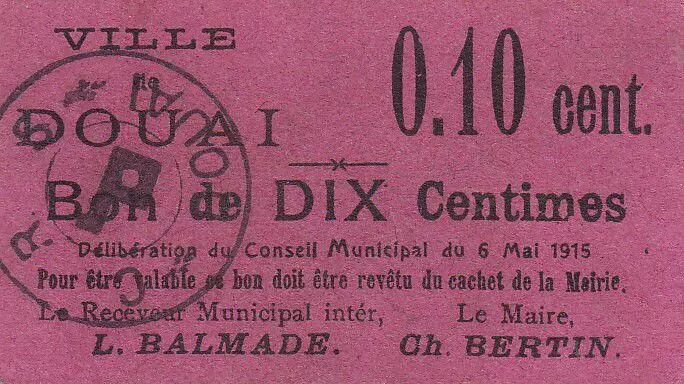 VILLE
de
DOUAI
0.10 cent.
Bon de DIX Centimes
Délibération du Conseil Municipal du 6 Mai 1915
Pour être valable ce bon doit être revêtu du cachet de la Mairie.
Le Receveur Municipal intér,
L. BALMADE.
Le Maire,
Ch. BERTIN.